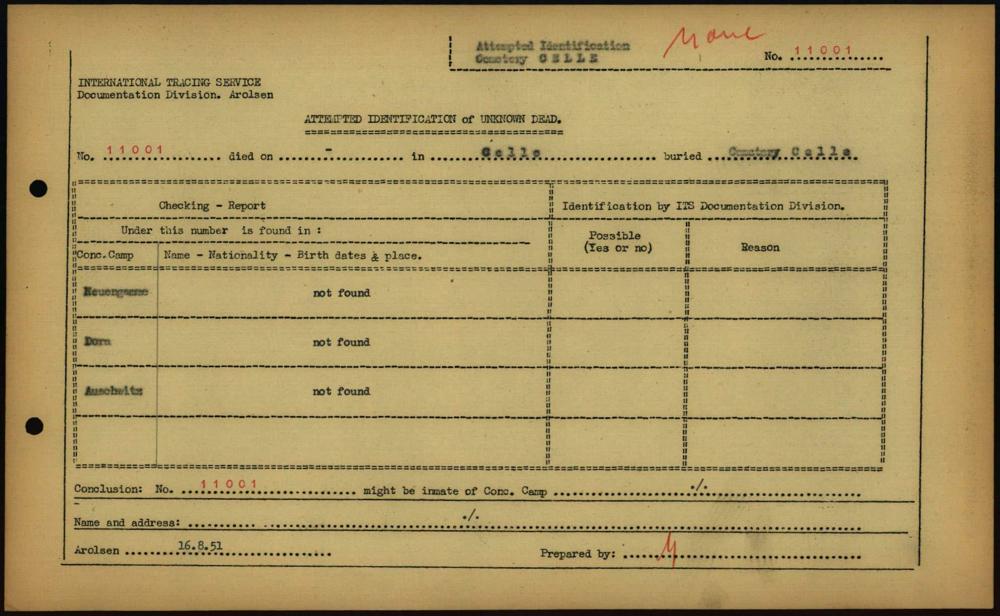 Attempted Identification
Cemetery CELLE
None
No. 11001
INTERNATIONAL TRACING SERVICE
Documentation Division. Arolsen
ATTEMPTED IDENTIFICATION of UNKNOWN DEAD.
No. 11001 died on - in Celle buried Cemetery Celle
Checking - Report
Identification by ITS Documentation Division.
Under this number is found in :
Possible
(Yes or no)
Reason
Conc.Camp Name - Nationality - Birth dates & place.
Neuengamme not found
Dora not found
Auschwitz not found
Conclusion: No. 11001 might be inmate of Conc. Camp ./.
Name and address: ./.
Arolsen 16.8.51 Prepared by: